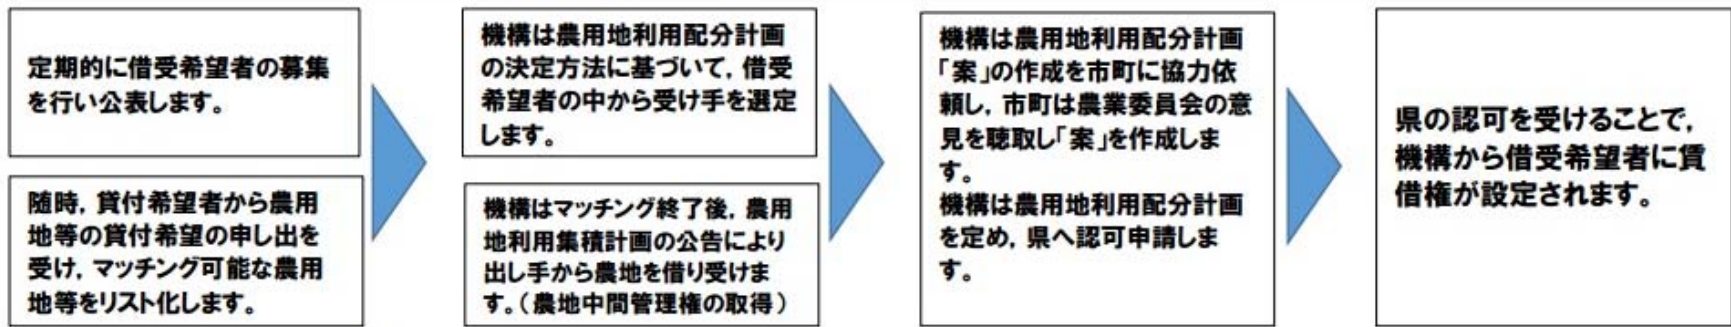 定期的に借受希望者の募集
を行い公表します。
随時，貸付希望者から農用
地等の貸付希望の申し出を
受け，マッチング可能な農用
地等をリスト化します。
機構は農用地利用配分計画
の決定方法に基づいて，借受
希望者の中から受け手を選定
します。
機構はマッチング終了後，農用
地利用集積計画の公告により
出し手から農地を借り受けま
す。（農地中間管理権の取得）
機構は農用地利用配分計画
「案」の作成を市町に協力依
頼し，市町は農業委員会の意
見を聴取し「案」を作成しま
す。
機構は農用地利用配分計画
を定め，県へ認可申請しま
す。
県の認可を受けることで，
機構から借受希望者に賃
借権が設定されます。